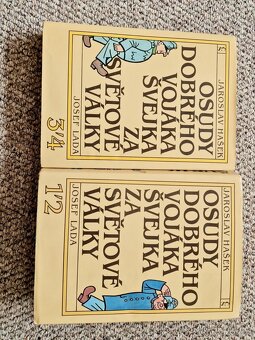 JAROSLAV HAŠEK
OSUDY
DOBRÉHO
VOJÁKA
ŠVEJKA
ZA
SVĚTOVÉ
VÁLKY
JOSEF LADA
3/4
JAROSLAV HAŠEK
OSUDY
DOBRÉHO
VOJÁKA
ŠVEJKA
ZA
SVĚTOVÉ
VÁLKY
JOSEF LADA
1/2